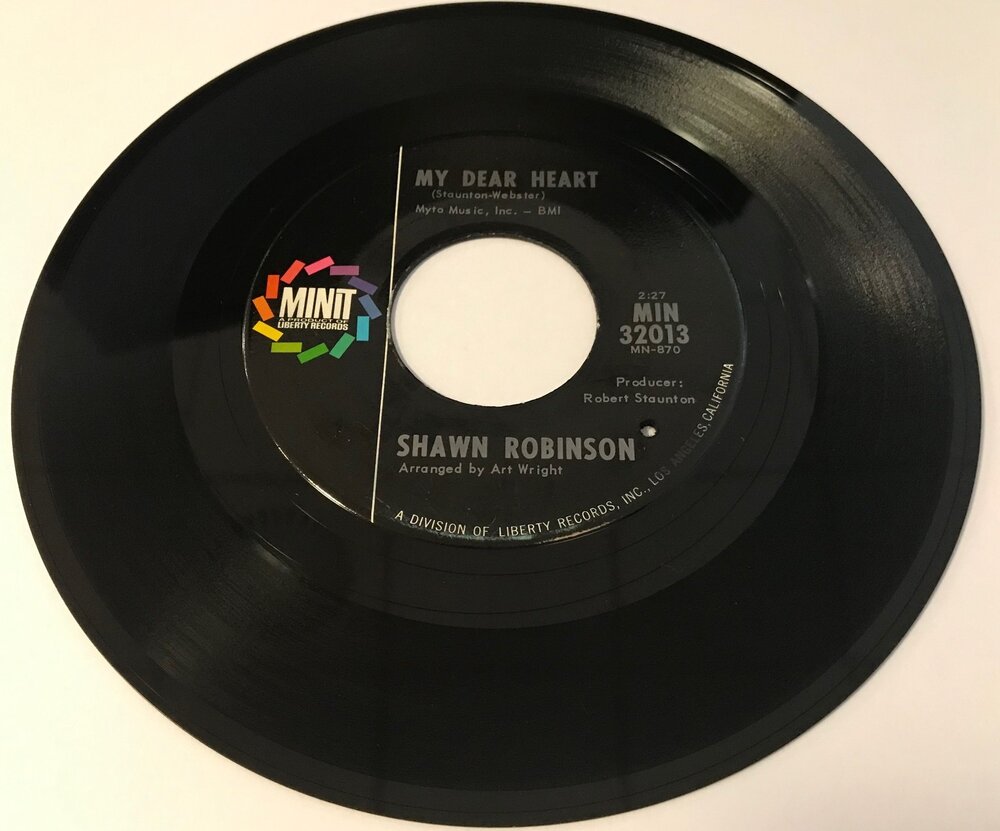 MY DEAR HEART
(Staunton-Webster)
Myto Music, Inc. – BMI
MINIT
A PRODUCT OF
LIBERTY RECORDS
2:27
MIN
32013
MN-870
Producer:
Robert Staunton
SHAWN ROBINSON
Arranged by Art Wright
A DIVISION OF LIBERTY RECORDS, INC., LOS ANGELES, CALIFORNIA